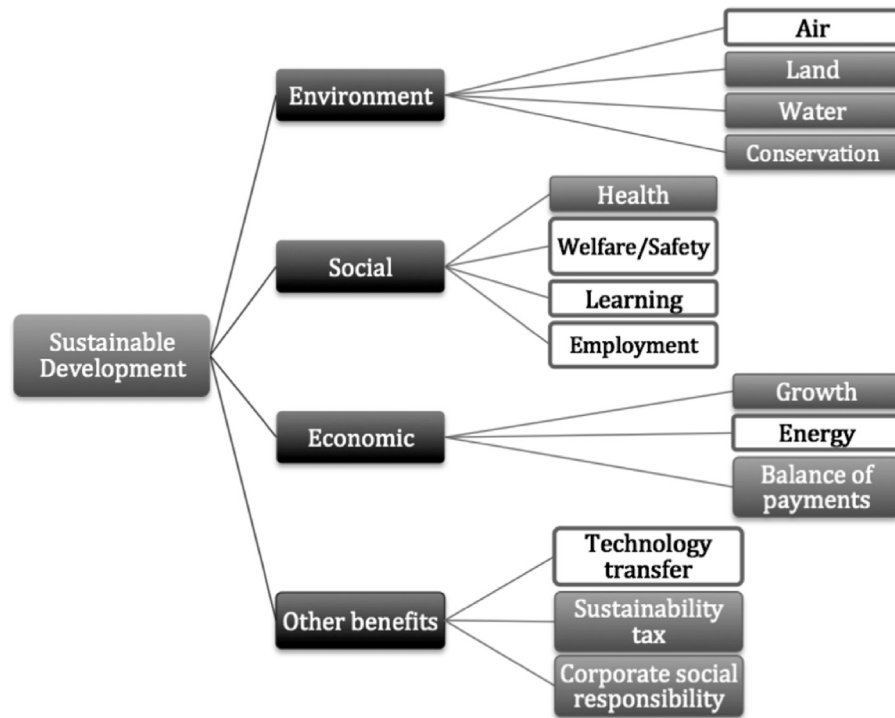 Sustainable
Development
Environment
Air
Land
Water
Conservation
Social
Health
Welfare/Safety
Learning
Employment
Economic
Growth
Energy
Balance of
payments
Other benefits
Technology
transfer
Sustainability
tax
Corporate social
responsibility